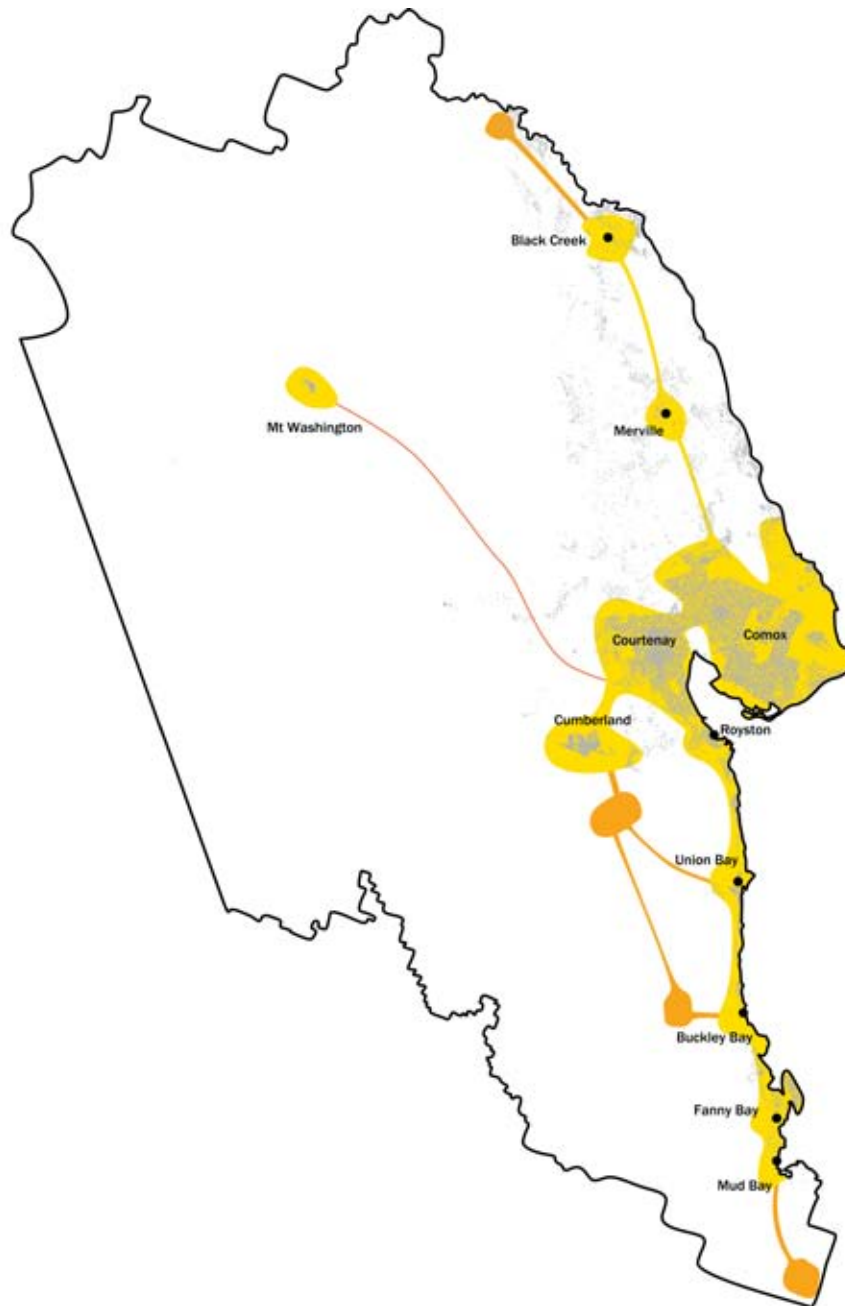 Black Creek
Mt Washington
Merville
Courtenay
Comox
Cumberland
Royston
Union Bay
Buckley Bay
Fanny Bay
Mud Bay